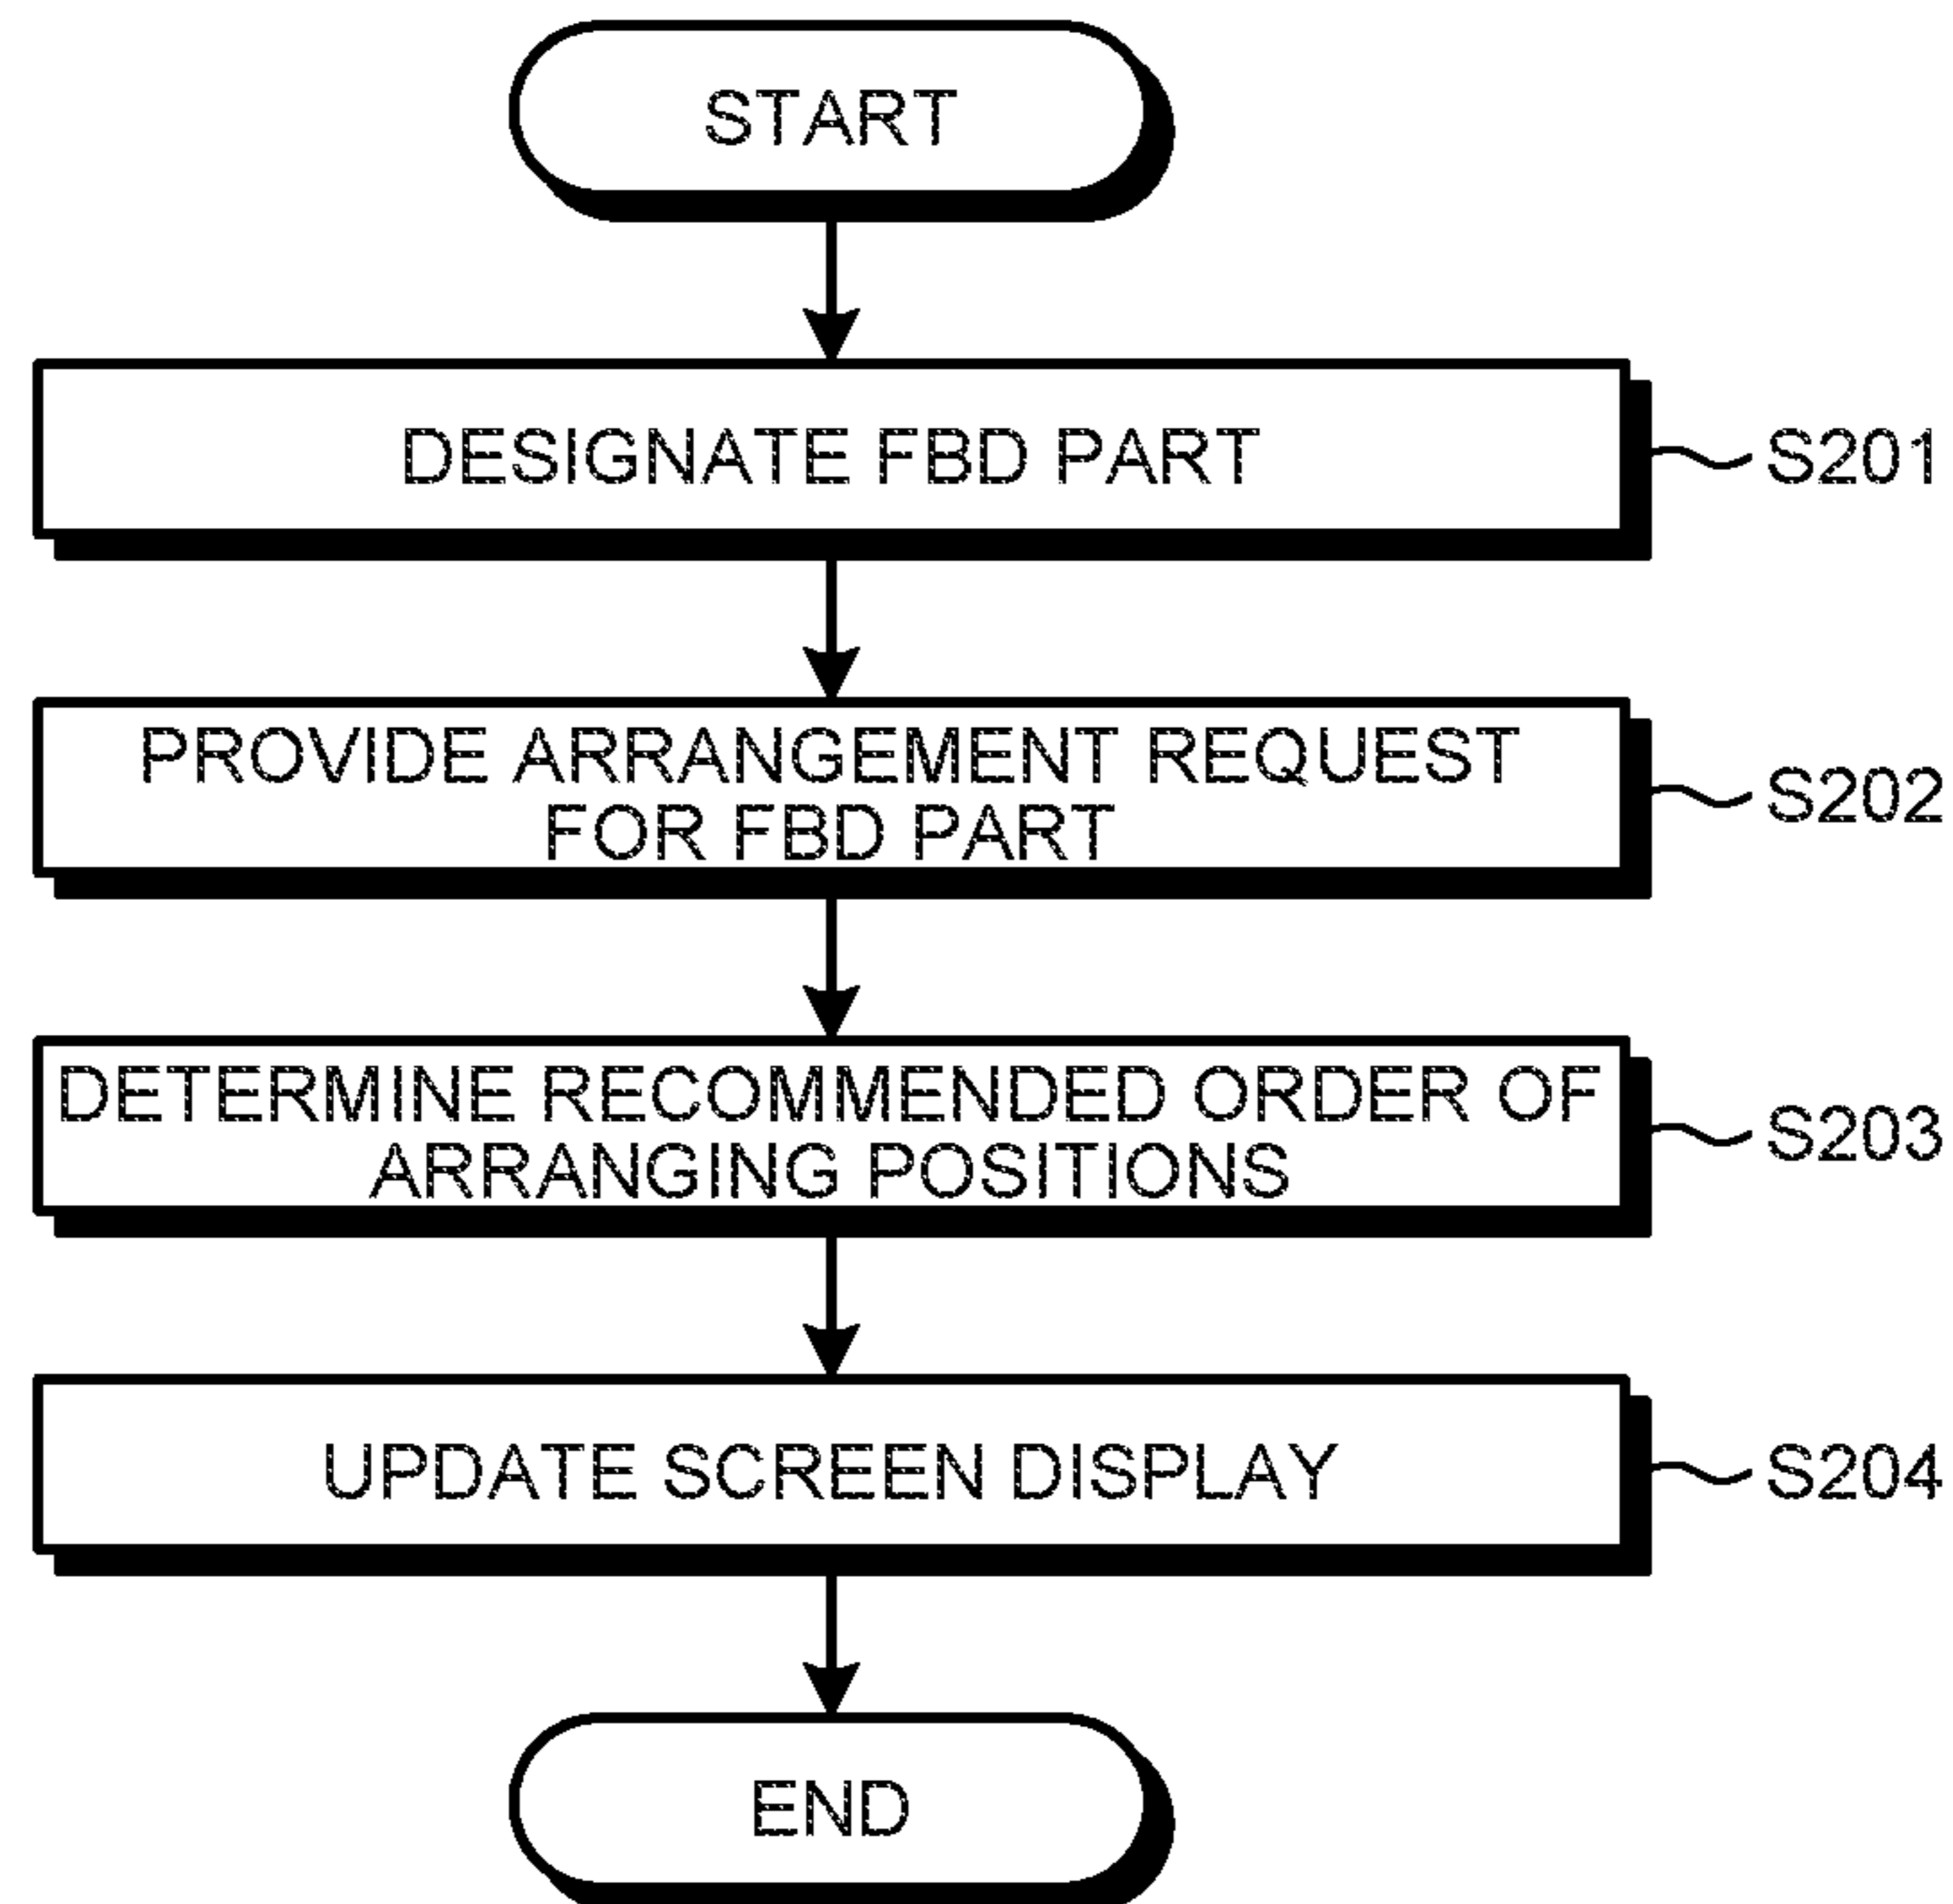 START
DESIGNATE FBD PART
S201
PROVIDE ARRANGEMENT REQUEST
FOR FBD PART
S202
DETERMINE RECOMMENDED ORDER OF
ARRANGING POSITIONS
S203
UPDATE SCREEN DISPLAY
S204
END